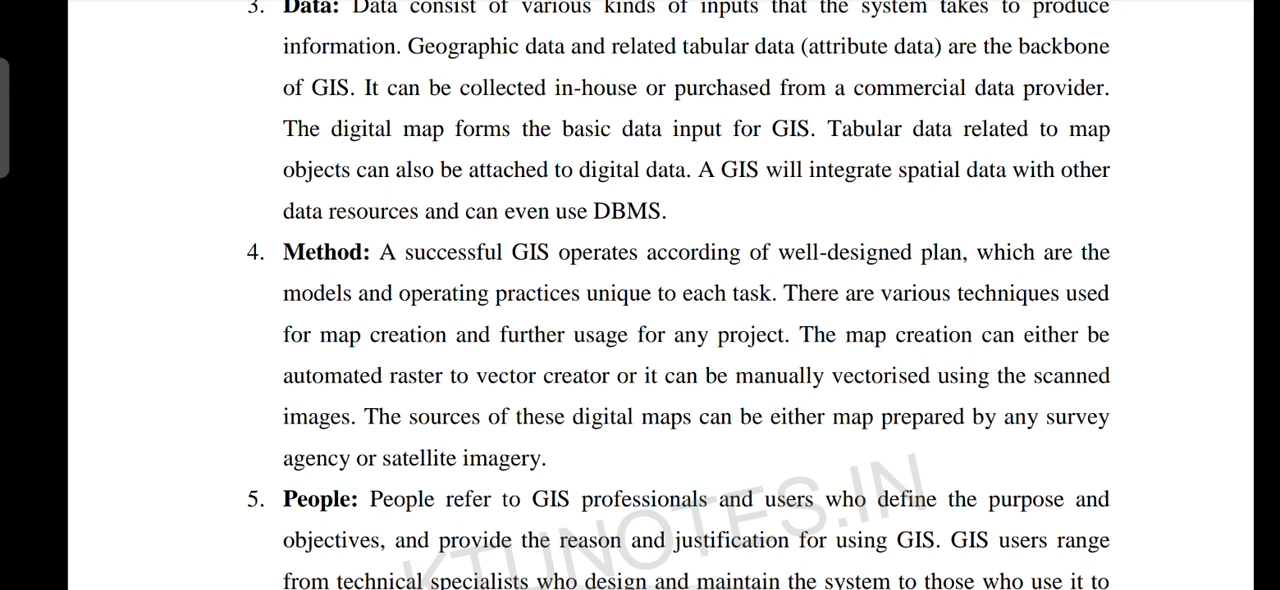 3. Data: Data consist of various kinds of inputs that the system takes to produce
information. Geographic data and related tabular data (attribute data) are the backbone
of GIS. It can be collected in-house or purchased from a commercial data provider.
The digital map forms the basic data input for GIS. Tabular data related to map
objects can also be attached to digital data. A GIS will integrate spatial data with other
data resources and can even use DBMS.
4. Method: A successful GIS operates according of well-designed plan, which are the
models and operating practices unique to each task. There are various techniques used
for map creation and further usage for any project. The map creation can either be
automated raster to vector creator or it can be manually vectorised using the scanned
images. The sources of these digital maps can be either map prepared by any survey
agency or satellite imagery.
5. People: People refer to GIS professionals and users who define the purpose and
objectives, and provide the reason and justification for using GIS. GIS users range
from technical specialists who design and maintain the system to those who use it to
KTUNOTES.IN